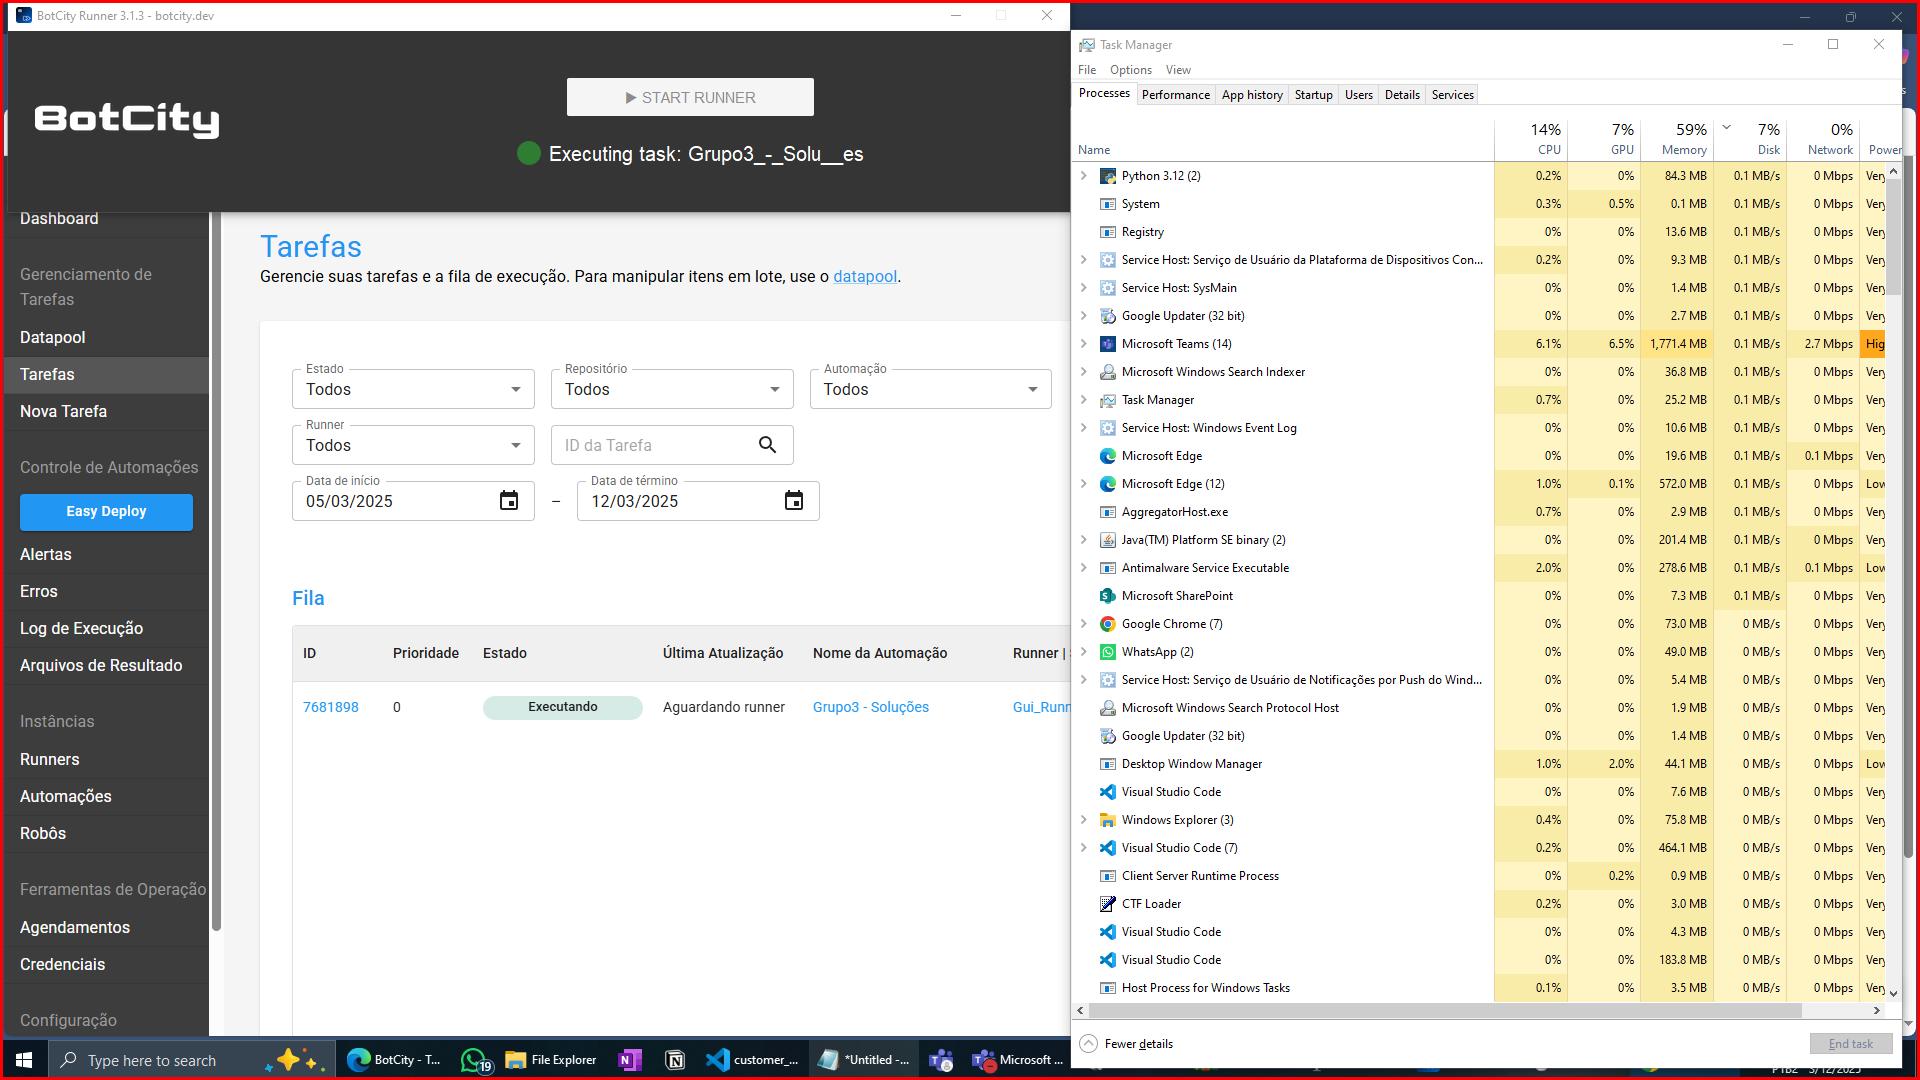 BotCity Runner 3.1.3 - botcity.dev
BotCity
START RUNNER
Executing task: Grupo3_-_Solu__es
Dashboard
Gerenciamento de
Tarefas
Datapool
Tarefas
Nova Tarefa
Controle de Automações
Easy Deploy
Alertas
Erros
Log de Execução
Arquivos de Resultado
Instâncias
Runners
Automações
Robôs
Ferramentas de Operação
Agendamentos
Credenciais
Configuração
Tarefas
Gerencie suas tarefas e a fila de execução. Para manipular itens em lote, use o datapool.
Estado
Todos
Repositório
Todos
Automação
Todos
Runner
Todos
ID da Tarefa
Data de início
05/03/2025
–
Data de término
12/03/2025
Fila
ID Prioridade Estado Última Atualização Nome da Automação Runner |
7681898 0 Executando Aguardando runner Grupo3 - Soluções Gui_Runn
Task Manager
File Options View
Processes Performance App history Startup Users Details Services
14% 7% 59% 7% 0%
Name CPU GPU Memory Disk Network Power
Python 3.12 (2) 0.2% 0% 84.3 MB 0.1 MB/s 0 Mbps Very
System 0.3% 0.5% 0.1 MB 0.1 MB/s 0 Mbps Very
Registry 0% 0% 13.6 MB 0.1 MB/s 0 Mbps Very
Service Host: Serviço de Usuário da Plataforma de Dispositivos Con... 0.2% 0% 9.3 MB 0.1 MB/s 0 Mbps Very
Service Host: SysMain 0% 0% 1.4 MB 0.1 MB/s 0 Mbps Very
Google Updater (32 bit) 0% 0% 2.7 MB 0.1 MB/s 0 Mbps Very
Microsoft Teams (14) 6.1% 6.5% 1,771.4 MB 0.1 MB/s 2.7 Mbps Hig
Microsoft Windows Search Indexer 0% 0% 36.8 MB 0.1 MB/s 0 Mbps Very
Task Manager 0.7% 0% 25.2 MB 0.1 MB/s 0 Mbps Very
Service Host: Windows Event Log 0% 0% 10.6 MB 0.1 MB/s 0 Mbps Very
Microsoft Edge 0% 0% 19.6 MB 0.1 MB/s 0.1 Mbps Very
Microsoft Edge (12) 1.0% 0.1% 572.0 MB 0.1 MB/s 0 Mbps Low
AggregatorHost.exe 0.7% 0% 2.9 MB 0.1 MB/s 0 Mbps Very
Java(TM) Platform SE binary (2) 0% 0% 201.4 MB 0.1 MB/s 0 Mbps Very
Antimalware Service Executable 2.0% 0% 278.6 MB 0.1 MB/s 0.1 Mbps Low
Microsoft SharePoint 0% 0% 7.3 MB 0.1 MB/s 0 Mbps Very
Google Chrome (7) 0% 0% 73.0 MB 0 MB/s 0 Mbps Very
WhatsApp (2) 0% 0% 49.0 MB 0 MB/s 0 Mbps Very
Service Host: Serviço de Usuário de Notificações por Push do Wind... 0% 0% 5.4 MB 0 MB/s 0 Mbps Very
Microsoft Windows Search Protocol Host 0% 0% 1.9 MB 0 MB/s 0 Mbps Very
Google Updater (32 bit) 0% 0% 1.4 MB 0 MB/s 0 Mbps Very
Desktop Window Manager 1.0% 2.0% 44.1 MB 0 MB/s 0 Mbps Low
Visual Studio Code 0% 0% 7.6 MB 0 MB/s 0 Mbps Very
Windows Explorer (3) 0.4% 0% 75.8 MB 0 MB/s 0 Mbps Very
Visual Studio Code (7) 0.2% 0% 464.1 MB 0 MB/s 0 Mbps Very
Client Server Runtime Process 0% 0.2% 0.9 MB 0 MB/s 0 Mbps Very
CTF Loader 0.2% 0% 3.0 MB 0 MB/s 0 Mbps Very
Visual Studio Code 0% 0% 4.3 MB 0 MB/s 0 Mbps Very
Visual Studio Code 0% 0% 183.8 MB 0 MB/s 0 Mbps Very
Host Process for Windows Tasks 0.1% 0% 3.5 MB 0 MB/s 0 Mbps Very
Fewer details
End task
Type here to search
BotCity - T...
19
File Explorer
customer_...
*Untitled -...
Microsoft ...